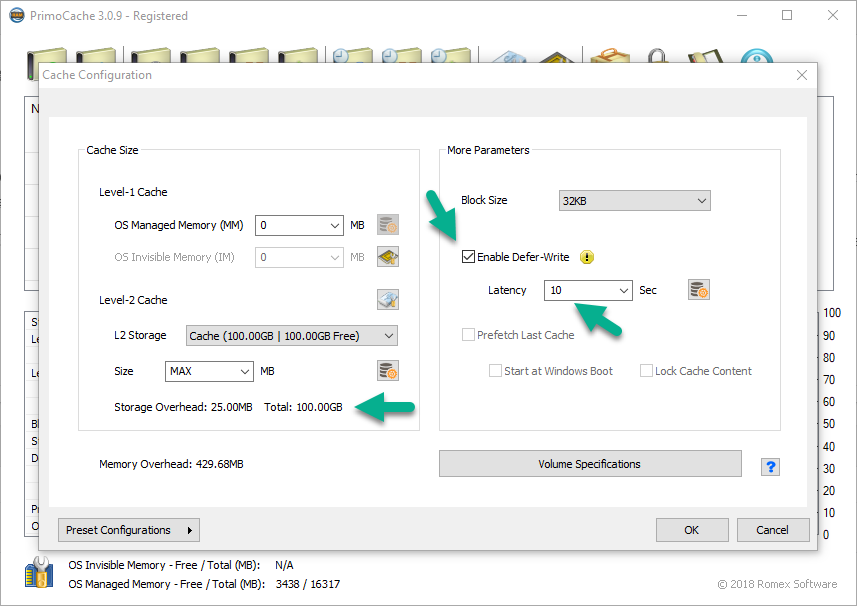 PrimoCache 3.0.9 - Registered
Cache Configuration
Cache Size
Level-1 Cache
OS Managed Memory (MM) 0 MB
OS Invisible Memory (IM) 0 MB
Level-2 Cache
L2 Storage Cache (100.00GB | 100.00GB Free)
Size MAX MB
Storage Overhead: 25.00MB Total: 100.00GB
Memory Overhead: 429.68MB
More Parameters
Block Size 32KB
Enable Defer-Write
Latency 10 Sec
Prefetch Last Cache
Start at Windows Boot Lock Cache Content
Volume Specifications ?
Preset Configurations OK Cancel
100
90
80
70
60
50
40
30
20
10
0
OS Invisible Memory - Free / Total (MB): N/A
OS Managed Memory - Free / Total (MB): 3438 / 16317
© 2018 Romex Software